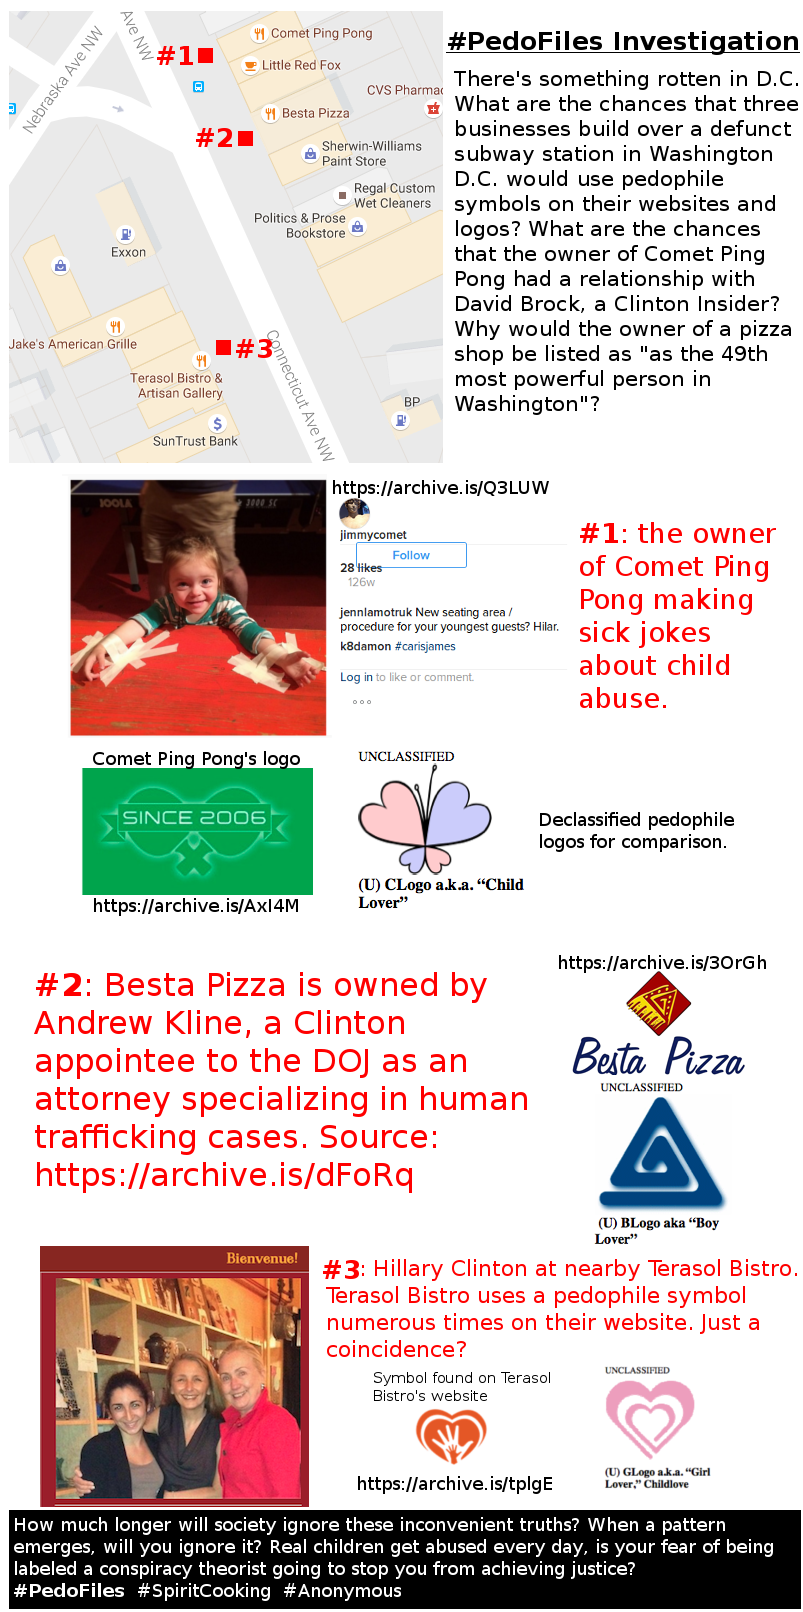 Ave NW
Nebraska Ave NW
#1
Comet Ping Pong
Little Red Fox
CVS Pharmac
Besta Pizza
#2
Sherwin-Williams
Paint Store
Regal Custom
Wet Cleaners
Politics & Prose
Bookstore
Exxon
Jake's American Grille
#3
Terasol Bistro &
Artisan Gallery
Connecticut Ave NW
BP
SunTrust Bank
#PedoFiles Investigation
There's something rotten in D.C.
What are the chances that three
businesses build over a defunct
subway station in Washington
D.C. would use pedophile
symbols on their websites and
logos? What are the chances
that the owner of Comet Ping
Pong had a relationship with
David Brock, a Clinton Insider?
Why would the owner of a pizza
shop be listed as "as the 49th
most powerful person in
Washington"?
https://archive.is/Q3LUW
JOOLA
3000 SC
jimmycomet
Follow
28 likes
126w
jennlamotruk New seating area /
procedure for your youngest guests? Hilar.
k8damon #carisjames
Log in to like or comment.
#1: the owner
of Comet Ping
Pong making
sick jokes
about child
abuse.
Comet Ping Pong's logo
SINCE 2006
https://archive.is/AxI4M
UNCLASSIFIED
(U) CLogo a.k.a. “Child
Lover”
Declassified pedophile
logos for comparison.
#2: Besta Pizza is owned by
Andrew Kline, a Clinton
appointee to the DOJ as an
attorney specializing in human
trafficking cases. Source:
https://archive.is/dFoRq
https://archive.is/3OrGh
Besta Pizza
UNCLASSIFIED
(U) BLogo aka “Boy
Lover”
Bienvenue!
#3: Hillary Clinton at nearby Terasol Bistro.
Terasol Bistro uses a pedophile symbol
numerous times on their website. Just a
coincidence?
Symbol found on Terasol
Bistro's website
https://archive.is/tplgE
UNCLASSIFIED
(U) GLogo a.k.a. “Girl
Lover,” Childlove
How much longer will society ignore these inconvenient truths? When a pattern
emerges, will you ignore it? Real children get abused every day, is your fear of being
labeled a conspiracy theorist going to stop you from achieving justice?
#PedoFiles #SpiritCooking #Anonymous